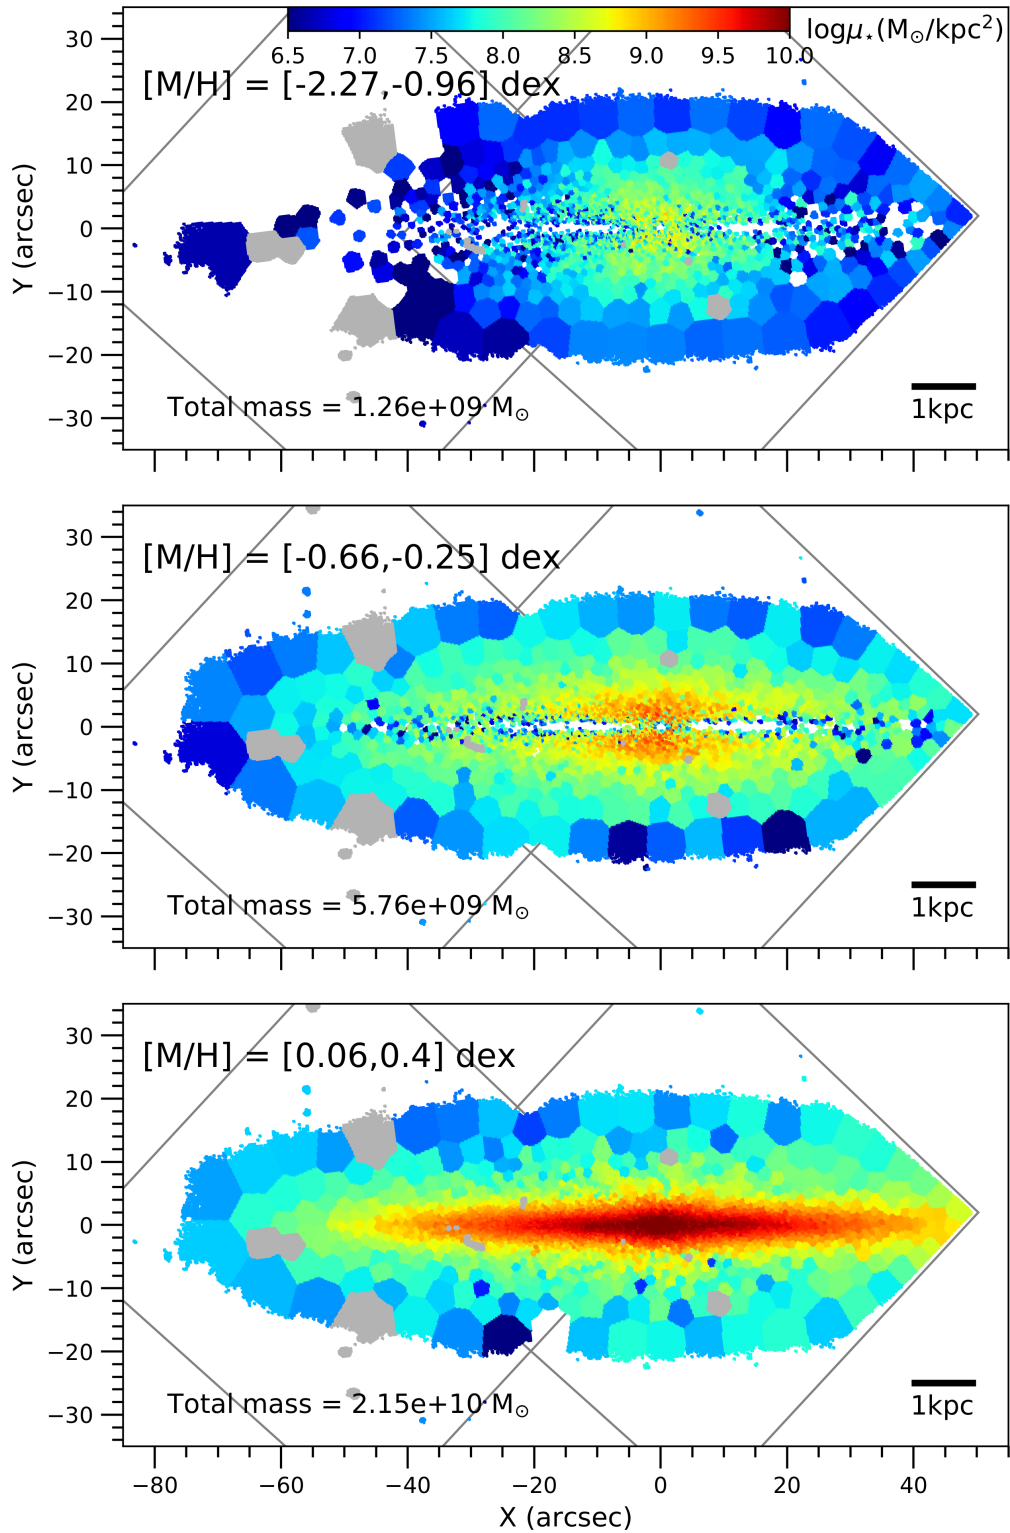 6.5 7.0 7.5 8.0 8.5 9.0 9.5 10.0 logμ⋆(M⊙/kpc²)
[M/H] = [-2.27,-0.96] dex
30
20
10
0
−10
−20
−30
Y (arcsec)
Total mass = 1.26e+09 M⊙
1kpc
[M/H] = [-0.66,-0.25] dex
30
20
10
0
−10
−20
−30
Y (arcsec)
Total mass = 5.76e+09 M⊙
1kpc
[M/H] = [0.06,0.4] dex
30
20
10
0
−10
−20
−30
Y (arcsec)
Total mass = 2.15e+10 M⊙
1kpc
−80 −60 −40 −20 0 20 40
X (arcsec)